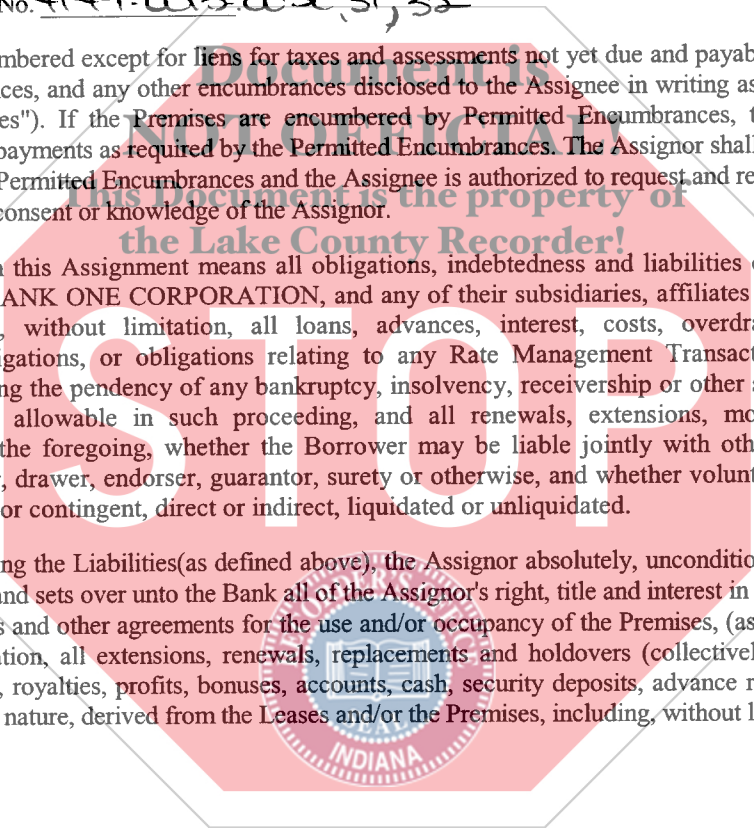 No.
mbered except for liens for taxes and assessments not yet due and payab
Document is
ces, and any other encumbrances disclosed to the Assignee in writing as
es"). If the Premises are encumbered by Permitted Encumbrances, t
NOT OFFICIAL!
payments as required by the Permitted Encumbrances. The Assignor shal
Permitted Encumbrances and the Assignee is authorized to request and re
This Document is the property of
consent or knowledge of the Assignor.
the Lake County Recorder!
this Assignment means all obligations, indebtedness and liabilities
ANK ONE CORPORATION, and any of their subsidiaries, affiliates
, without limitation, all loans, advances, interest, costs, overdra
igations, or obligations relating to any Rate Management Transact
ng the pendency of any bankruptcy, insolvency, receivership or other
allowable in such proceeding, and all renewals, extensions, mo
STOP
the foregoing, whether the Borrower may be liable jointly with oth
, drawer, endorser, guarantor, surety or otherwise, and whether volunt
or contingent, direct or indirect, liquidated or unliquidated.
ng the Liabilities(as defined above), the Assignor absolutely, unconditio
and sets over unto the Bank all of the Assignor's right, title and interest in
s and other agreements for the use and/or occupancy of the Premises, (as
tion, all extensions, renewals, replacements and holdovers (collectivel
, royalties, profits, bonuses, accounts, cash, security deposits, advance r
nature, derived from the Leases and/or the Premises, including, without l
SEAL
INDIANA